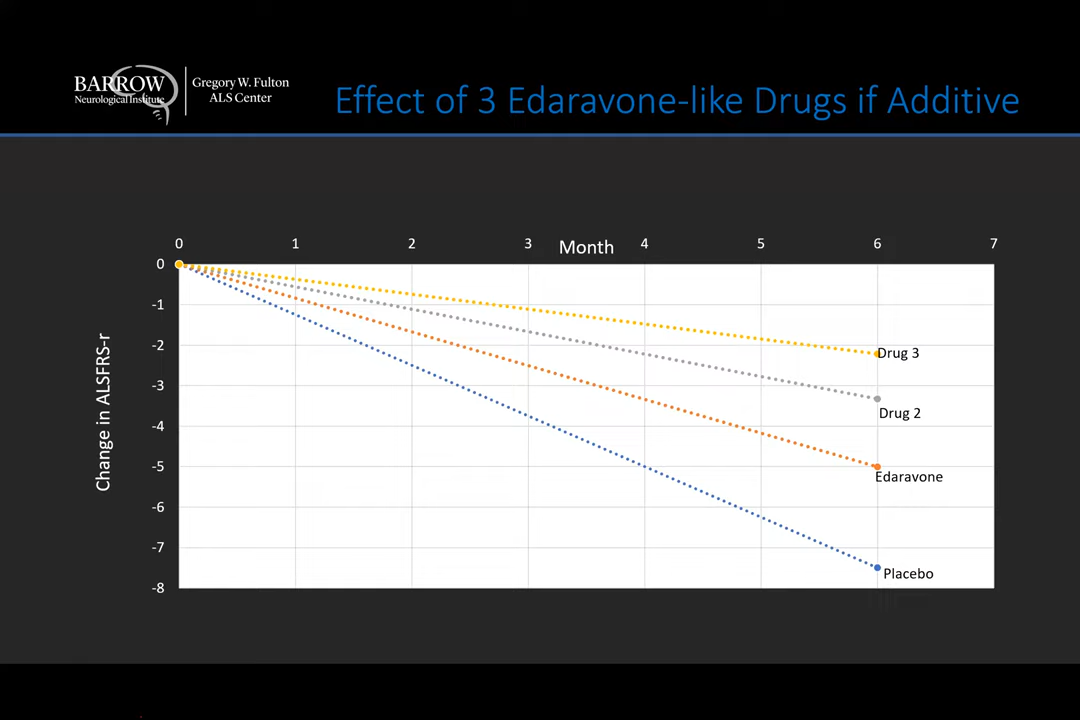 BARROW
Neurological Institute
Gregory W. Fulton
ALS Center
Effect of 3 Edaravone-like Drugs if Additive
0 1 2 3 4 5 6 7
Month
0
-1
-2
-3
-4
-5
-6
-7
-8
Change in ALSFRS-r
Drug 3
Drug 2
Edaravone
Placebo